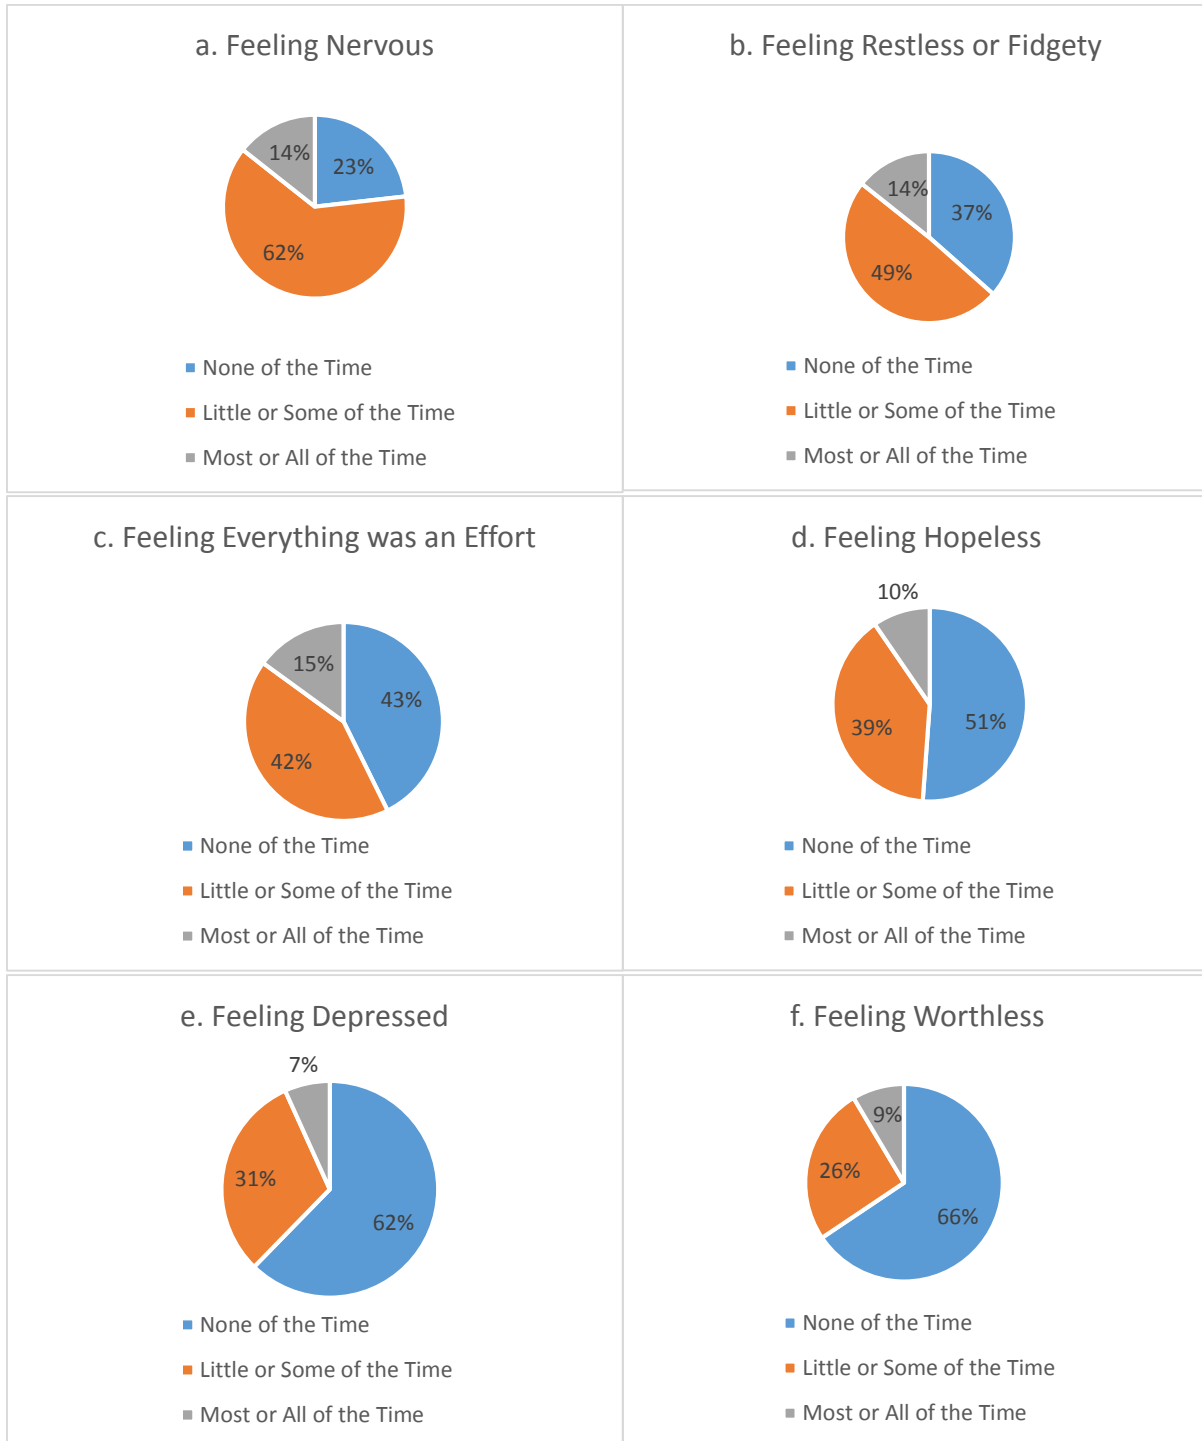 a. Feeling Nervous
14%
23%
62%
None of the Time
Little or Some of the Time
Most or All of the Time
b. Feeling Restless or Fidgety
14%
37%
49%
None of the Time
Little or Some of the Time
Most or All of the Time
c. Feeling Everything was an Effort
15%
43%
42%
None of the Time
Little or Some of the Time
Most or All of the Time
d. Feeling Hopeless
10%
39%
51%
None of the Time
Little or Some of the Time
Most or All of the Time
e. Feeling Depressed
7%
31%
62%
None of the Time
Little or Some of the Time
Most or All of the Time
f. Feeling Worthless
9%
26%
66%
None of the Time
Little or Some of the Time
Most or All of the Time